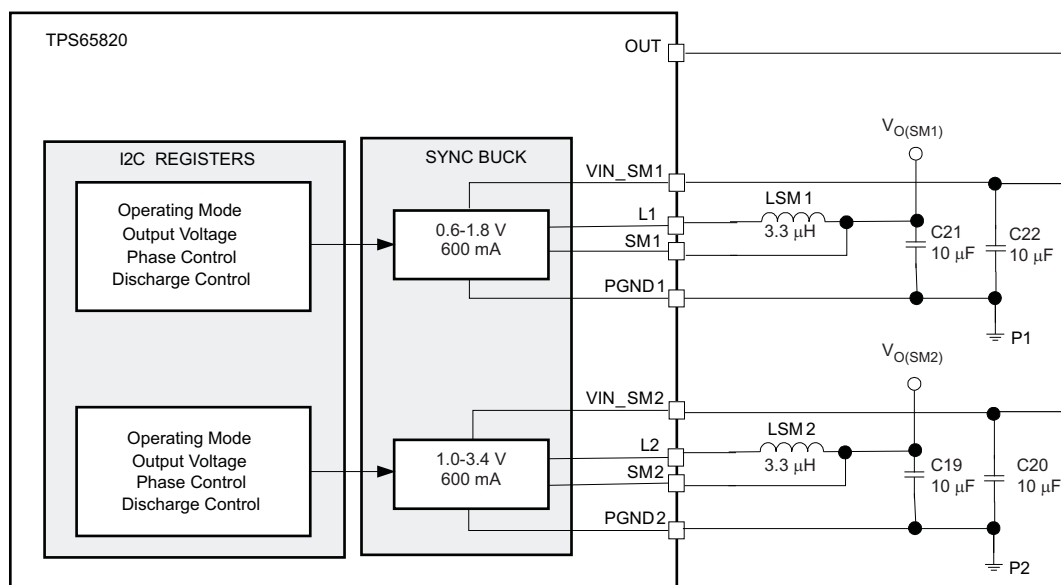 TPS65820
OUT
I2C REGISTERS
SYNC BUCK
Operating Mode
Output Voltage
Phase Control
Discharge Control
0.6-1.8 V
600 mA
VIN_SM1
L1
SM1
PGND1
LSM1
3.3 μH
VO(SM1)
C21
10 μF
C22
10 μF
P1
Operating Mode
Output Voltage
Phase Control
Discharge Control
1.0-3.4 V
600 mA
VIN_SM2
L2
SM2
PGND2
LSM2
3.3 μH
VO(SM2)
C19
10 μF
C20
10 μF
P2